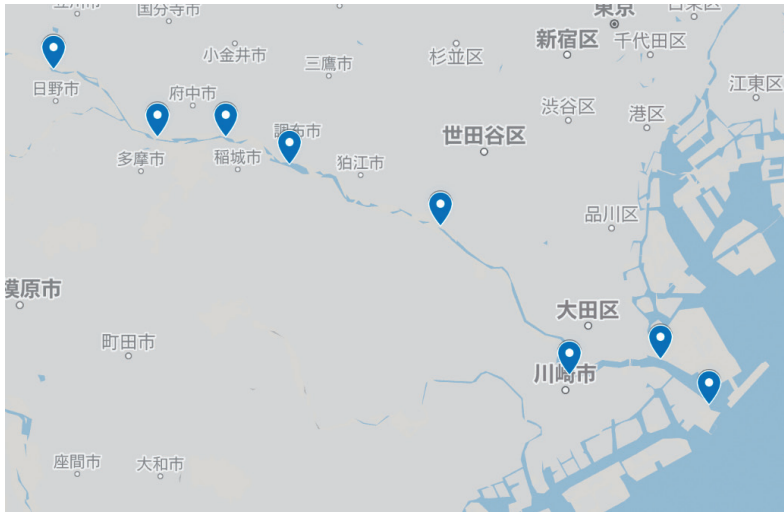 国分寺市
東京
小金井市
新宿区
千代田区
杉並区
三鷹市
江東区
日野市
府中市
渋谷区
港区
調布市
世田谷区
多摩市
稲城市
狛江市
品川区
模原市
大田区
町田市
川崎市
座間市
大和市